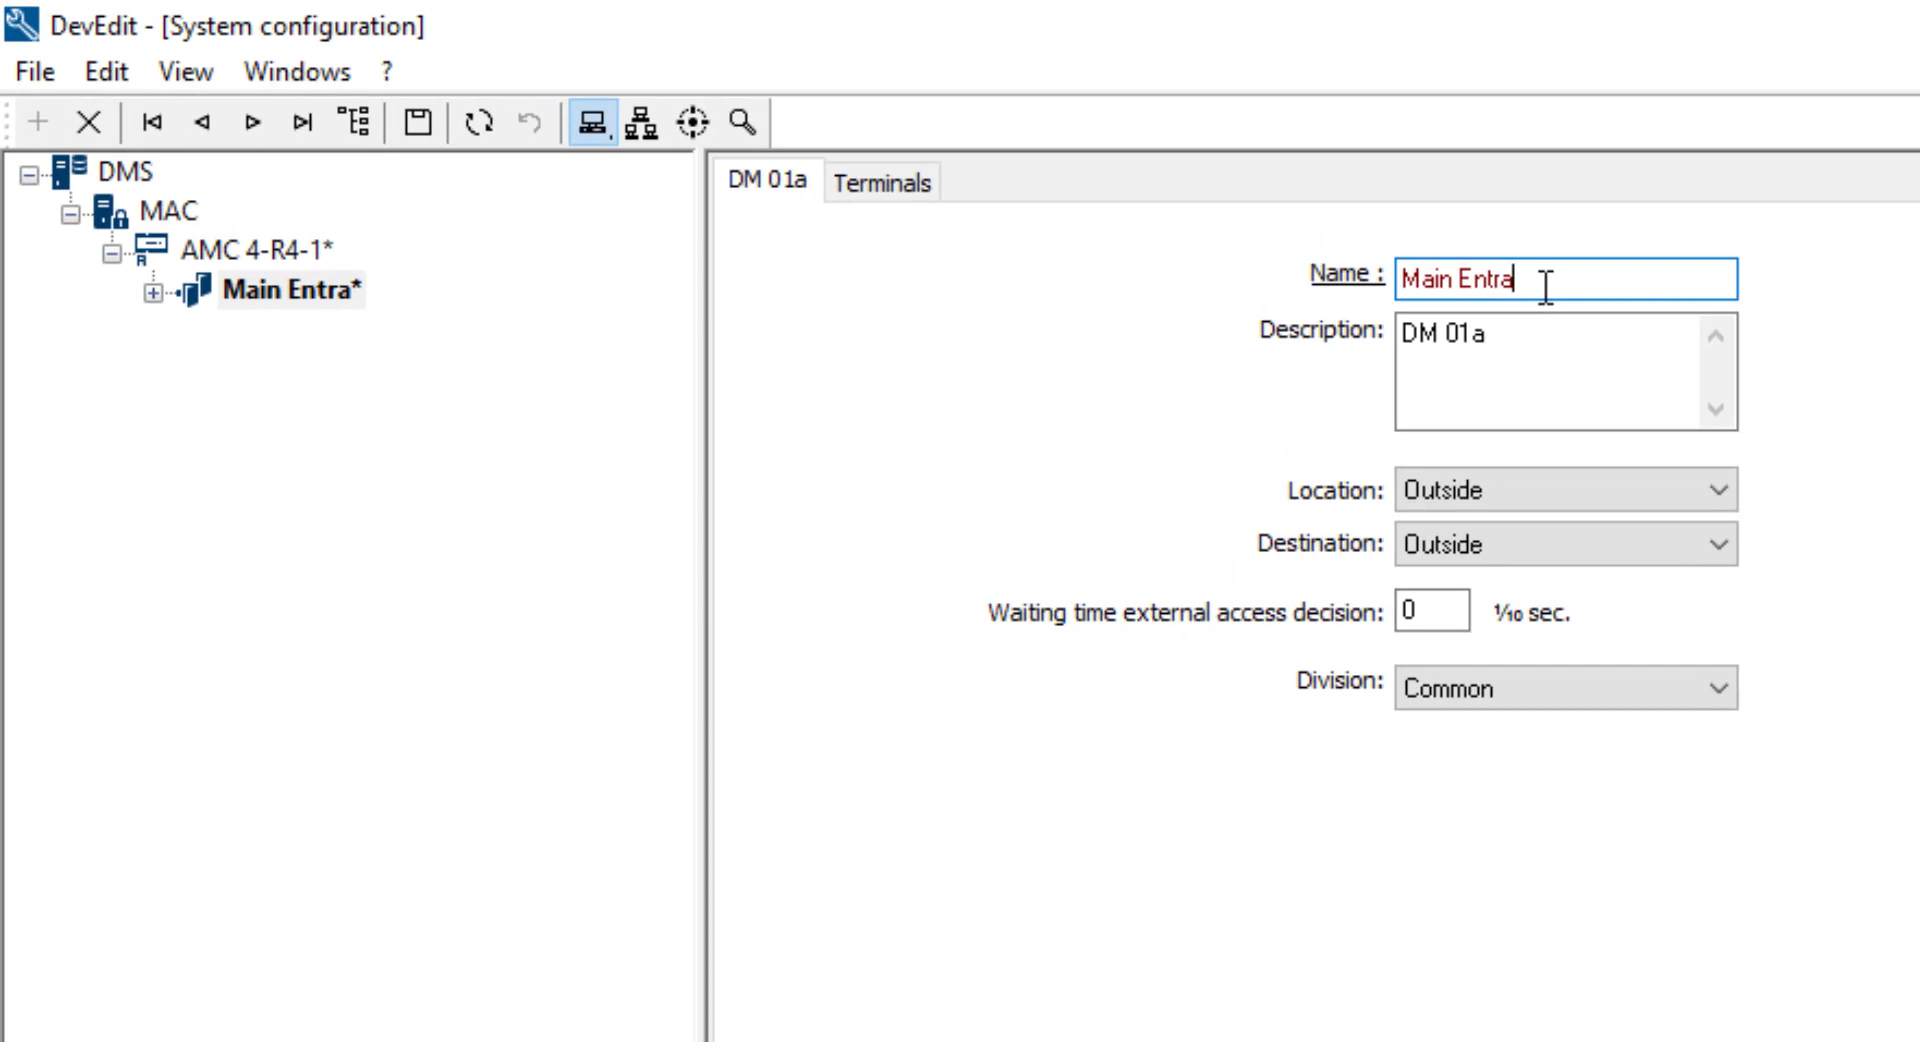 DevEdit - [System configuration]
File Edit View Windows ?
DMS
MAC
AMC 4-R4-1*
Main Entra*
DM 01a Terminals
Name : Main Entra
Description: DM 01a
Location: Outside
Destination: Outside
Waiting time external access decision: 0 ⅒ sec.
Division: Common